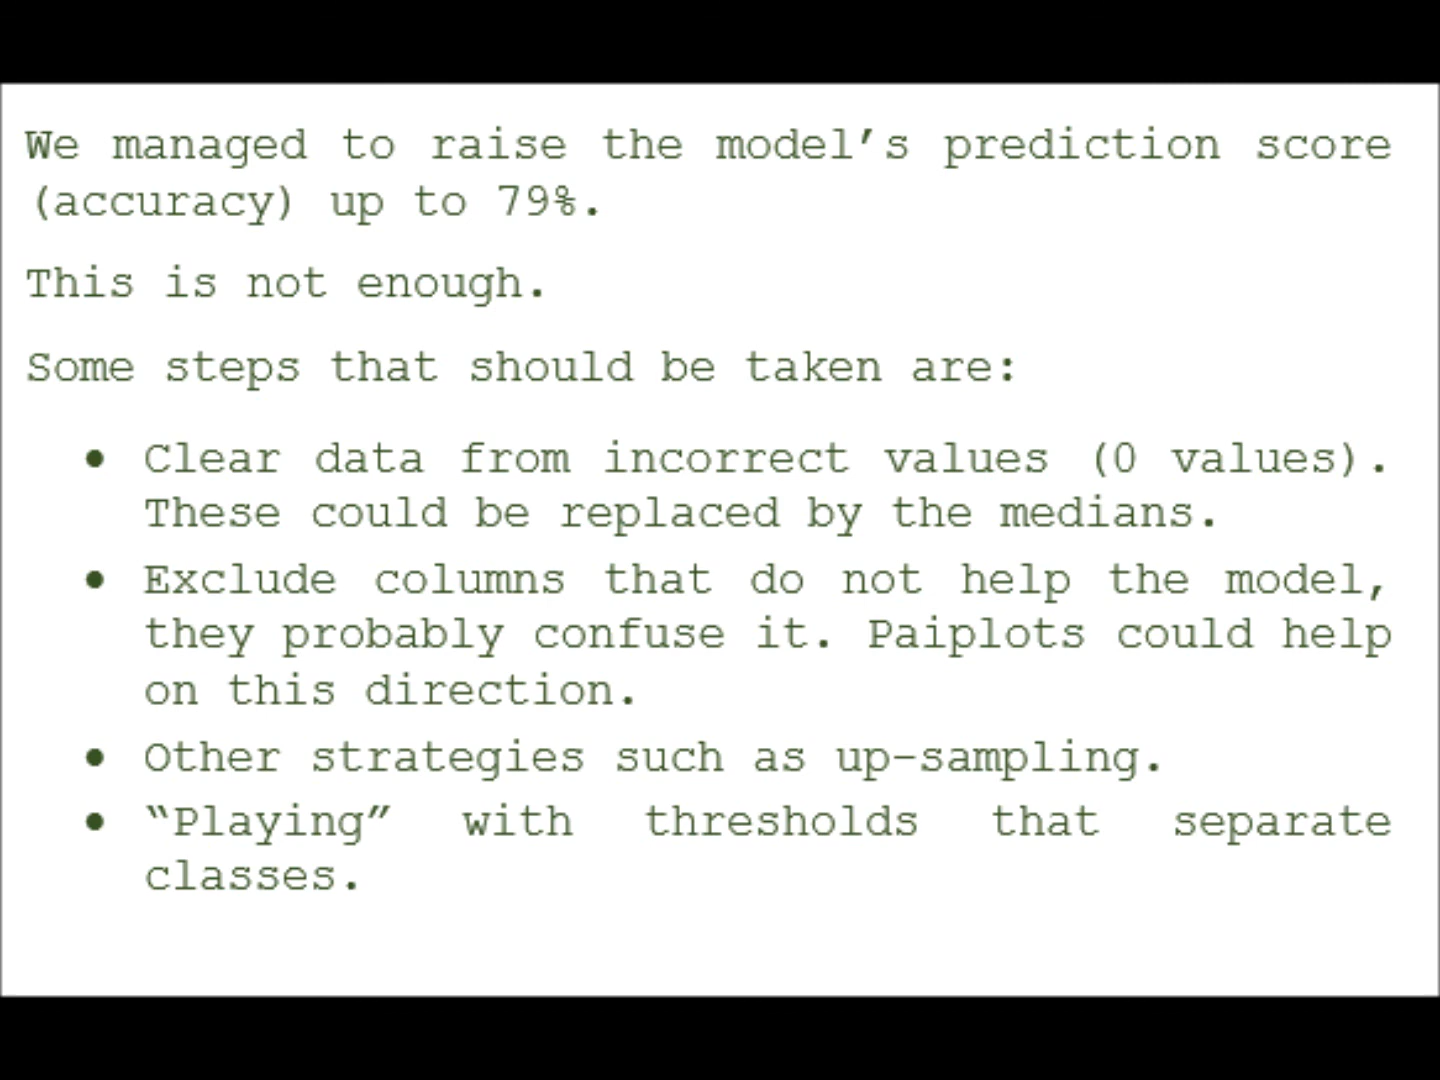 We managed to raise the model’s prediction score
(accuracy) up to 79%.
This is not enough.
Some steps that should be taken are:
● Clear data from incorrect values (0 values).
These could be replaced by the medians.
● Exclude columns that do not help the model,
they probably confuse it. Paiplots could help
on this direction.
● Other strategies such as up-sampling.
● “Playing” with thresholds that separate
classes.